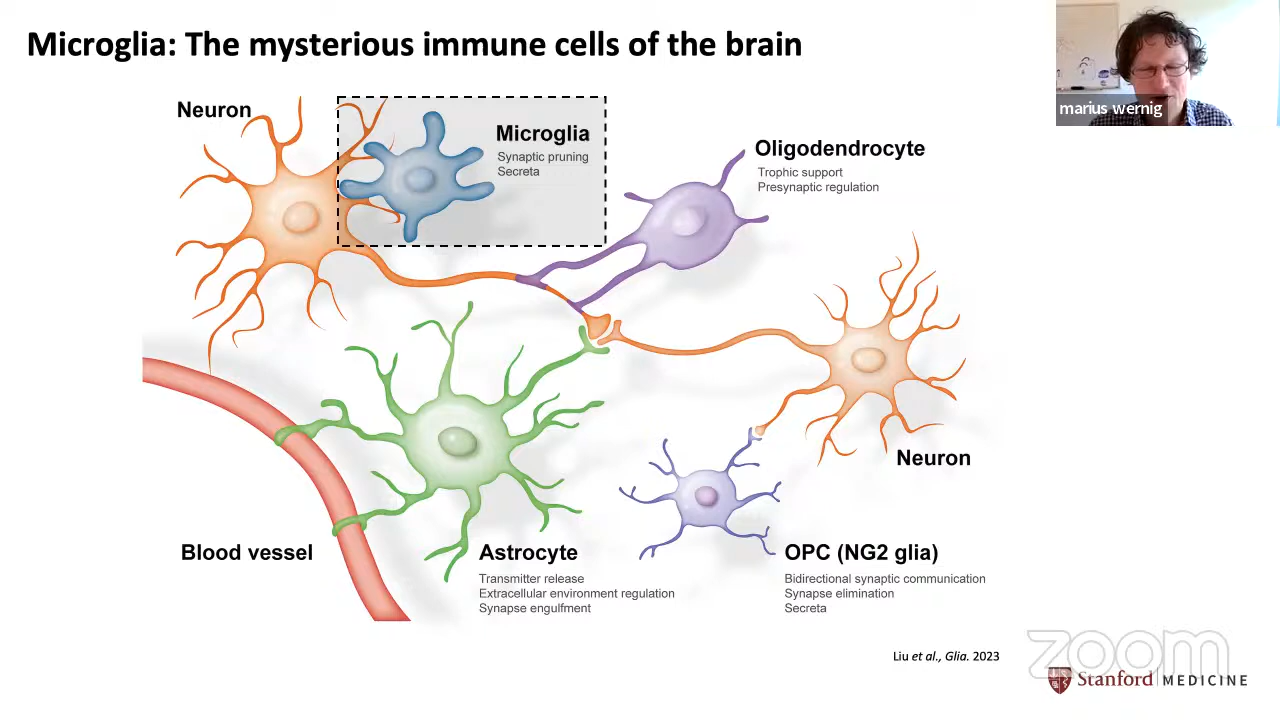 Microglia: The mysterious immune cells of the brain
marius wernig
Neuron
Microglia
Synaptic pruning
Secreta
Oligodendrocyte
Trophic support
Presynaptic regulation
Neuron
Blood vessel
Astrocyte
Transmitter release
Extracellular environment regulation
Synapse engulfment
OPC (NG2 glia)
Bidirectional synaptic communication
Synapse elimination
Secreta
Liu et al., Glia. 2023
zoom
Stanford MEDICINE